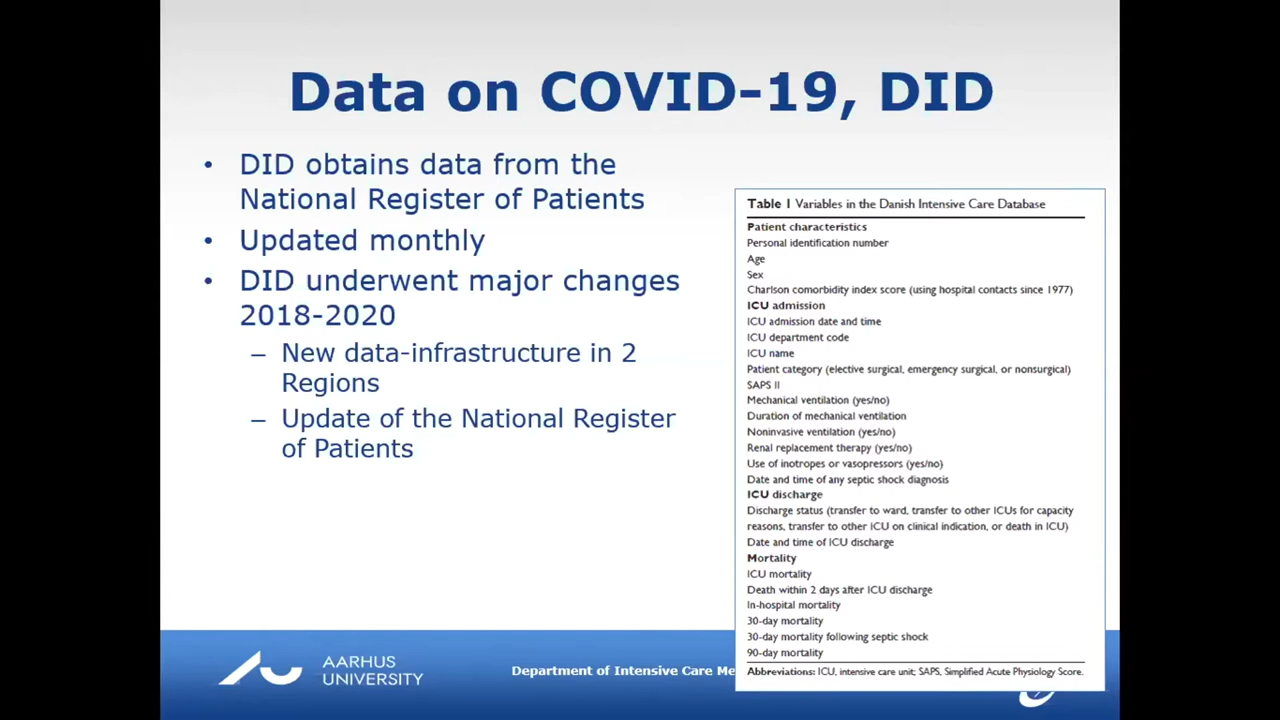 Data on COVID-19, DID
• DID obtains data from the
National Register of Patients
• Updated monthly
• DID underwent major changes
2018-2020
– New data-infrastructure in 2
Regions
– Update of the National Register
of Patients
Table 1 Variables in the Danish Intensive Care Database
Patient characteristics
Personal identification number
Age
Sex
Charlson comorbidity index score (using hospital contacts since 1977)
ICU admission
ICU admission date and time
ICU department code
ICU name
Patient category (elective surgical, emergency surgical, or nonsurgical)
SAPS II
Mechanical ventilation (yes/no)
Duration of mechanical ventilation
Noninvasive ventilation (yes/no)
Renal replacement therapy (yes/no)
Use of inotropes or vasopressors (yes/no)
Date and time of any septic shock diagnosis
ICU discharge
Discharge status (transfer to ward, transfer to other ICUs for capacity
reasons, transfer to other ICU on clinical indication, or death in ICU)
Date and time of ICU discharge
Mortality
ICU mortality
Death within 2 days after ICU discharge
In-hospital mortality
30-day mortality
30-day mortality following septic shock
90-day mortality
Abbreviations: ICU, intensive care unit; SAPS, Simplified Acute Physiology Score.
AARHUS
UNIVERSITY
Department of Intensive Care Me